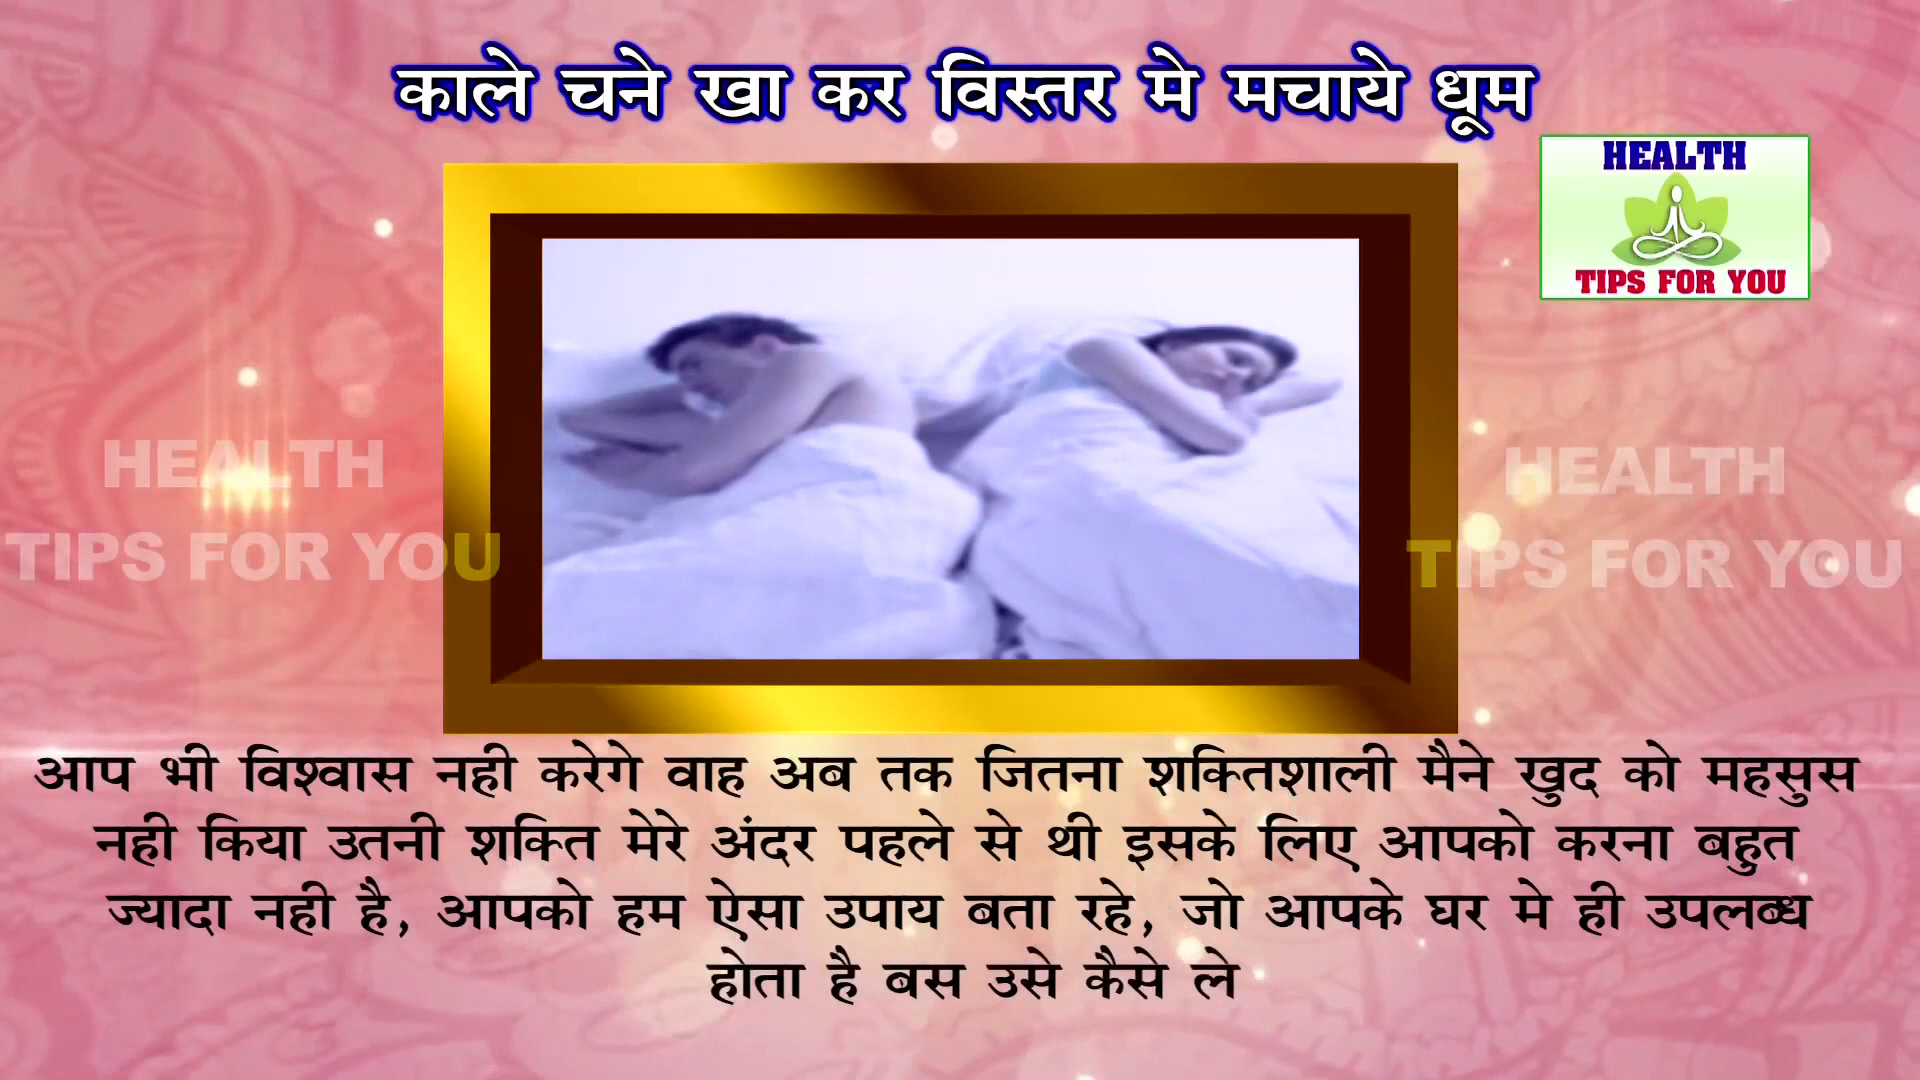 काले चने खा कर विस्तर मे मचाये धूम
HEALTH
TIPS FOR YOU
HEALTH
TIPS FOR YOU
HEALTH
TIPS FOR YOU
आप भी विश्वास नही करेगे वाह अब तक जितना शक्तिशाली मैने खुद को महसुस
नही किया उतनी शक्ति मेरे अंदर पहले से थी इसके लिए आपको करना बहुत
ज्यादा नही है, आपको हम ऐसा उपाय बता रहे, जो आपके घर मे ही उपलब्ध
होता है बस उसे कैसे ले